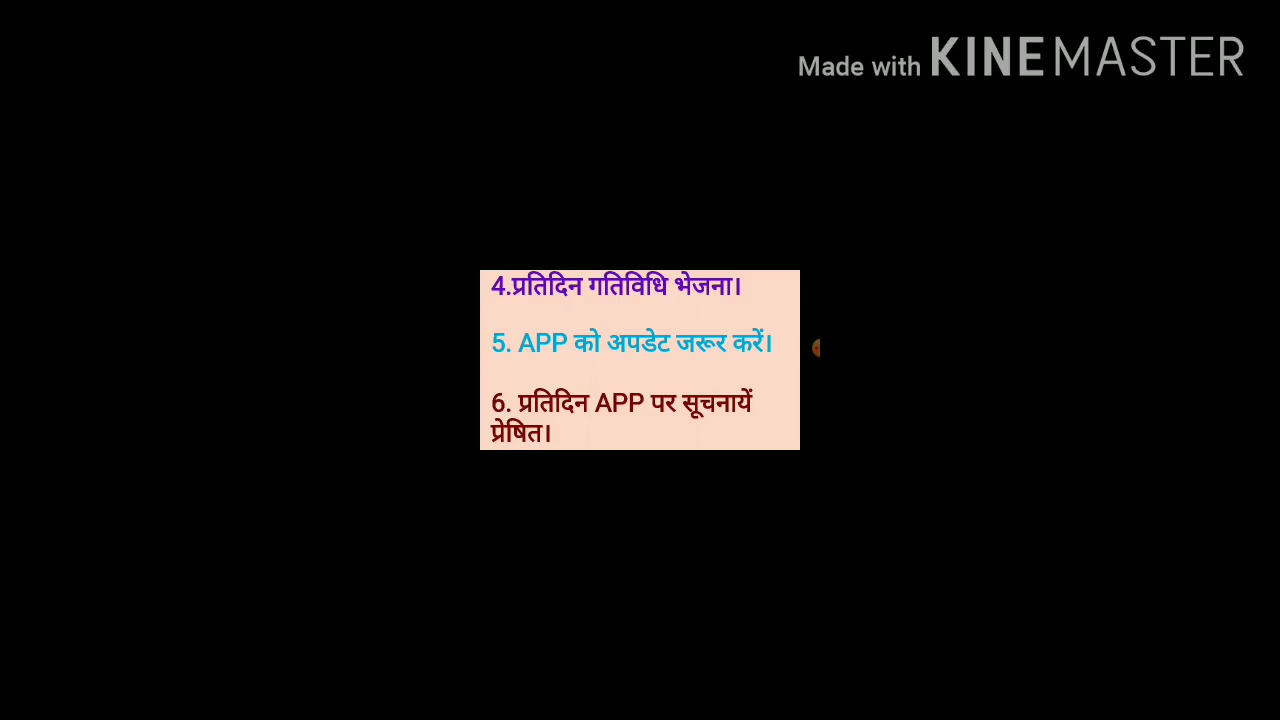 Made with KINEMASTER
4.प्रतिदिन गतिविधि भेजना।
5. APP को अपडेट जरूर करें।
6. प्रतिदिन APP पर सूचनायें
प्रेषित।